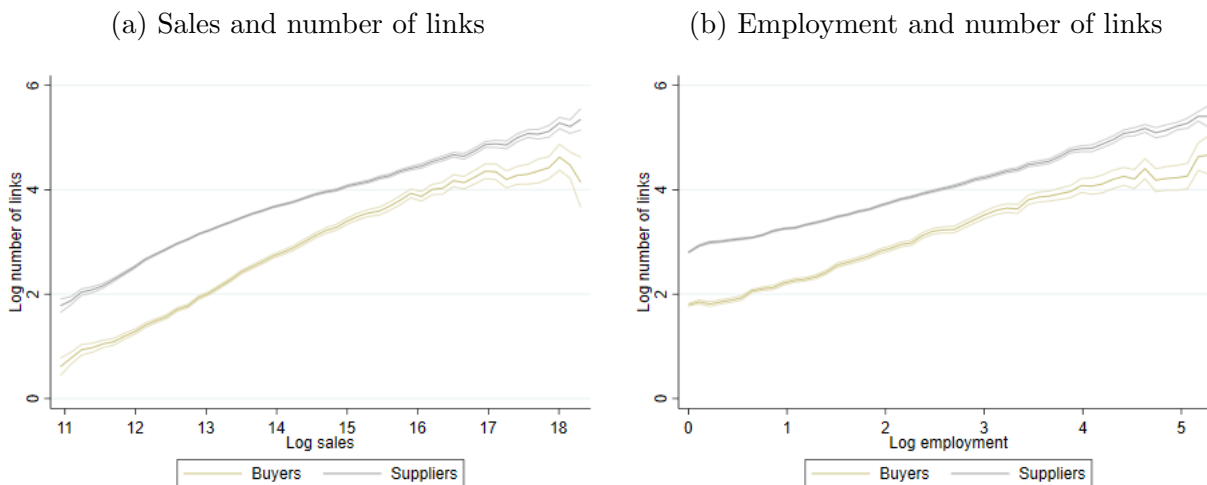 (a) Sales and number of links
(b) Employment and number of links
Log number of links
6
4
2
0
11 12 13 14 15 16 17 18
Log sales
Buyers Suppliers
Log number of links
6
4
2
0
0 1 2 3 4 5
Log employment
Buyers Suppliers